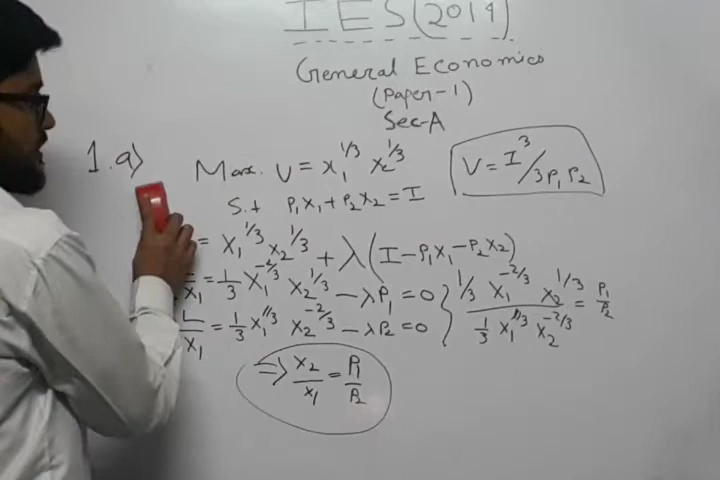 IES(2019)
General Economics
(Paper-1)
Sec-A
1.a) Max. U = x₁^1/3 x₂^1/3
S.t P₁x₁+P₂x₂ = I
V = I³/3P₁P₂
= x₁^1/3 x₂^1/3 + λ(I-P₁x₁-P₂x₂)
x₁ = 1/3 x₁^-2/3 x₂^1/3 - λP₁ = 0
L/x₁ = 1/3 x₁^1/3 x₂^-2/3 - λP₂ = 0
} 1/3 x₁^-2/3 x₂^1/3 / 1/3 x₁^1/3 x₂^-2/3 = P₁/P₂
⇒ x₂/x₁ = P₁/P₂